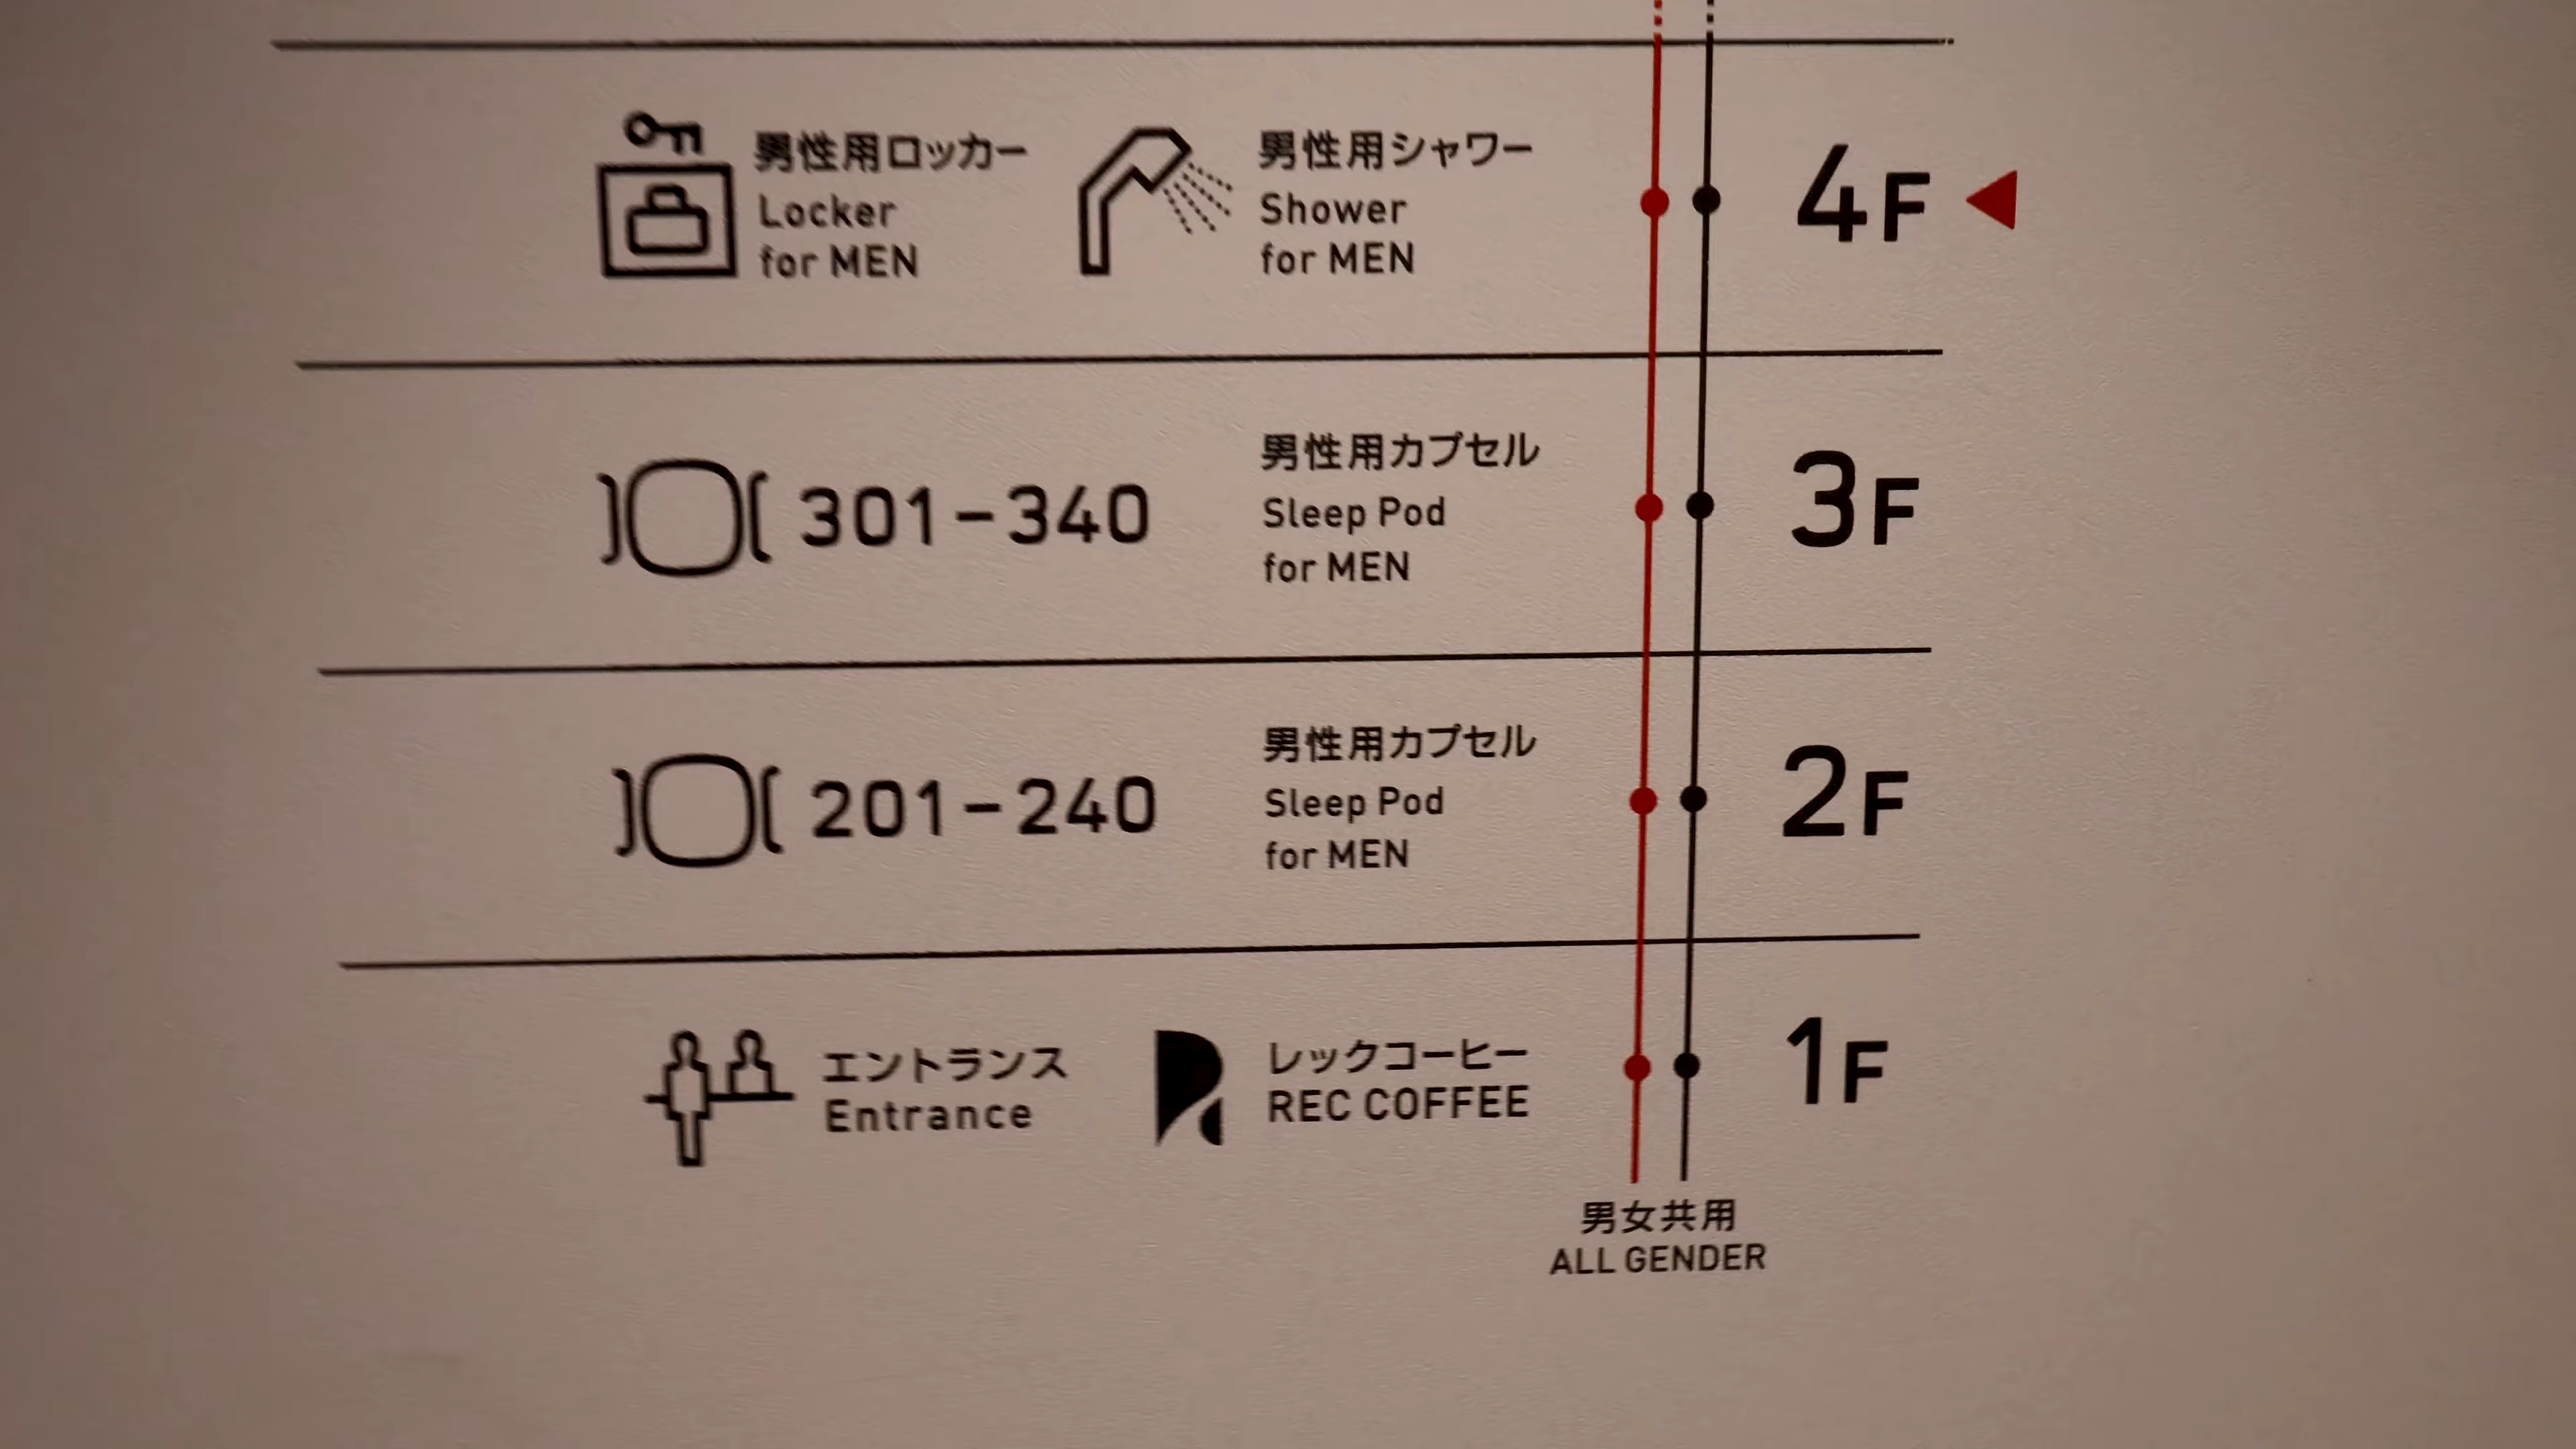 男性用ロッカー
Locker
for MEN
男性用シャワー
Shower
for MEN
4F
301-340
男性用カプセル
Sleep Pod
for MEN
3F
201-240
男性用カプセル
Sleep Pod
for MEN
2F
エントランス
Entrance
レックコーヒー
REC COFFEE
1F
男女共用
ALL GENDER